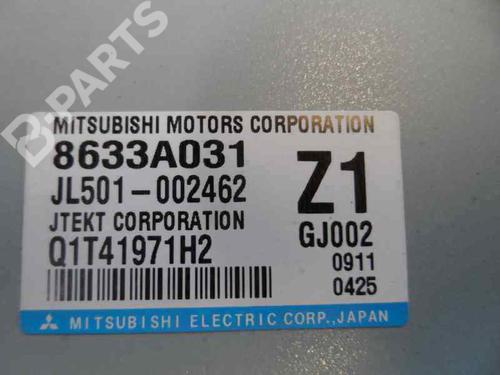 B-PARTS
MITSUBISHI MOTORS CORPORATION
8633A031
Z1
JL501-002462
JTEKT CORPORATION
GJ002
Q1T41971H2
0911
0425
MITSUBISHI ELECTRIC CORP., JAPAN